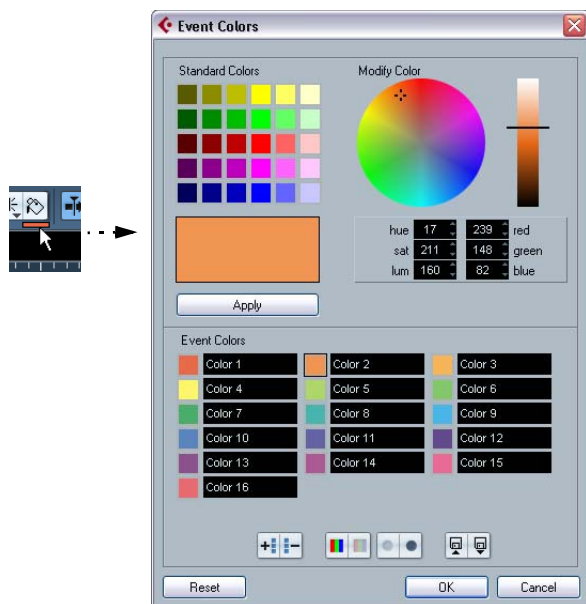 Event Colors
Standard Colors
Modify Color
hue 17 239 red
sat 211 148 green
lum 160 82 blue
Apply
Event Colors
Color 1 Color 2 Color 3
Color 4 Color 5 Color 6
Color 7 Color 8 Color 9
Color 10 Color 11 Color 12
Color 13 Color 14 Color 15
Color 16
Reset OK Cancel